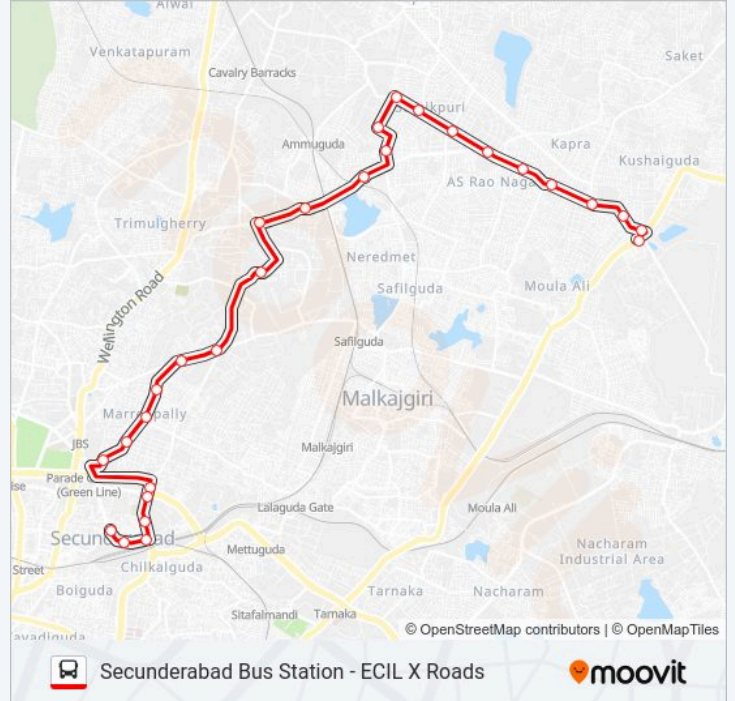 Alwal
Venkatapuram
Saket
Cavalry Barracks
Ammuguda
Kapra
Kushaiguda
AS Rao Naga
Trimulgherry
Neredmet
Safilguda
Moula Ali
Wellington Road
Safilguda
Malkajgiri
JBS
Malkajgiri
Parade
(Green Line)
Lalaguda Gate
Moula Ali
Secunderabad
Mettuguda
Nacharam
Industrial Area
Street
Chilkalguda
Boiguda
Tarnaka
Nacharam
Sitafalmandi
Tarnaka
© OpenStreetMap contributors | © OpenMapTiles
Secunderabad Bus Station - ECIL X Roads
moovit